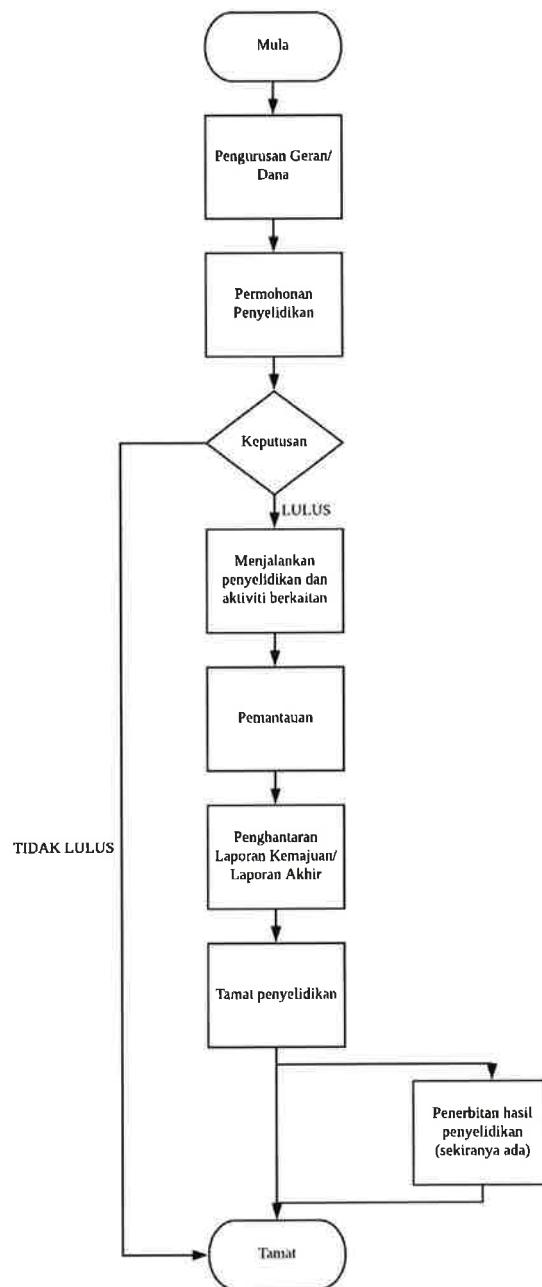 Mula
Pengurusan Geran/
Dana
Permohonan
Penyelidikan
Keputusan
LULUS
Menjalankan
penyelidikan dan
aktiviti berkaitan
Pemantauan
TIDAK LULUS
Penghantaran
Laporan Kemajuan/
Laporan Akhir
Tamat penyelidikan
Penerbitan hasil
penyelidikan
(sekiranya ada)
Tamat